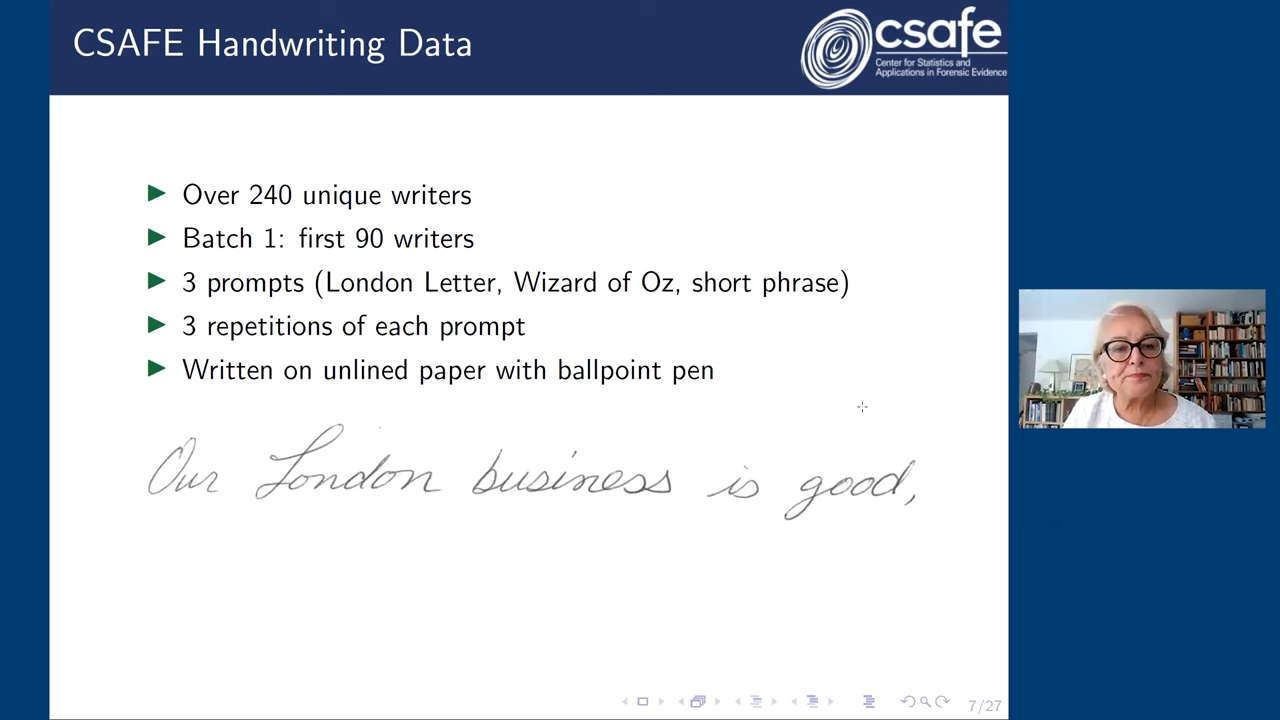 CSAFE Handwriting Data
csafe
Center for Statistics and
Applications in Forensic Evidence
Over 240 unique writers
Batch 1: first 90 writers
3 prompts (London Letter, Wizard of Oz, short phrase)
3 repetitions of each prompt
Written on unlined paper with ballpoint pen
Our London business is good,
7/27